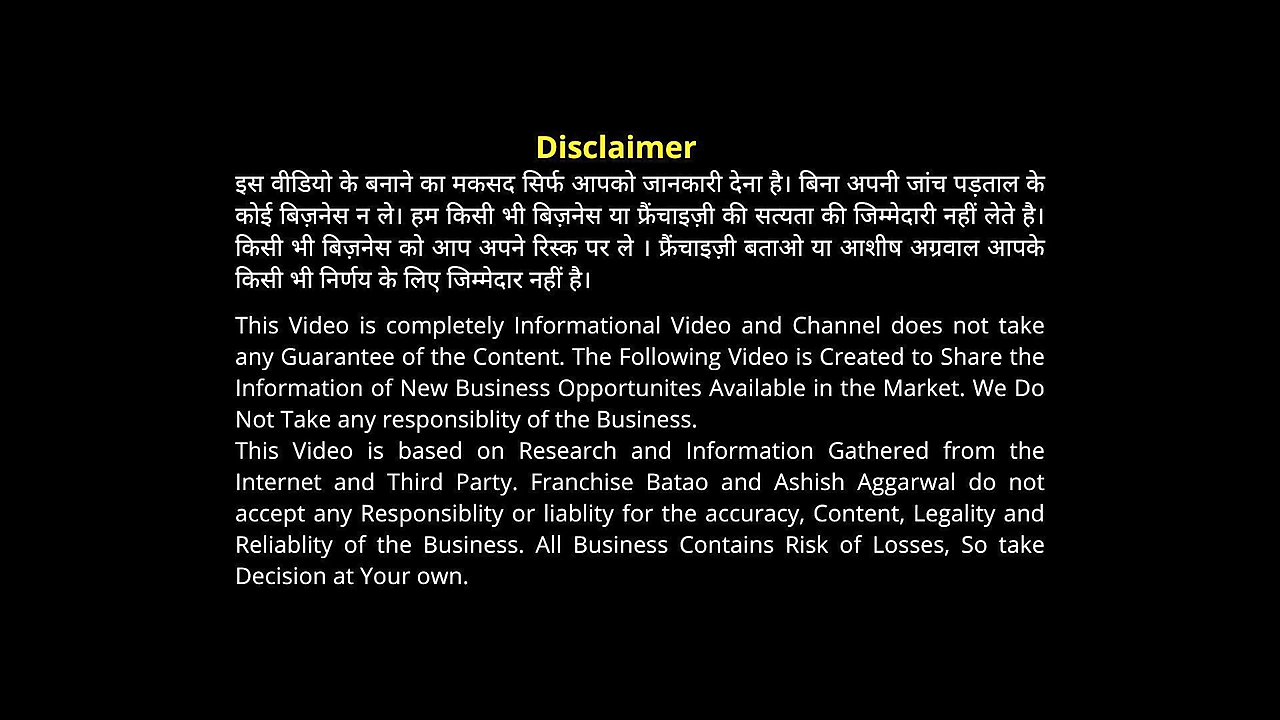 Disclaimer
इस वीडियो के बनाने का मकसद सिर्फ आपको जानकारी देना है। बिना अपनी जांच पड़ताल के
कोई बिज़नेस न ले। हम किसी भी बिज़नेस या फ्रैंचाइज़ी की सत्यता की जिम्मेदारी नहीं लेते है।
किसी भी बिज़नेस को आप अपने रिस्क पर ले । फ्रैंचाइज़ी बताओ या आशीष अग्रवाल आपके
किसी भी निर्णय के लिए जिम्मेदार नहीं है।
This Video is completely Informational Video and Channel does not take
any Guarantee of the Content. The Following Video is Created to Share the
Information of New Business Opportunites Available in the Market. We Do
Not Take any responsiblity of the Business.
This Video is based on Research and Information Gathered from the
Internet and Third Party. Franchise Batao and Ashish Aggarwal do not
accept any Responsiblity or liablity for the accuracy, Content, Legality and
Reliablity of the Business. All Business Contains Risk of Losses, So take
Decision at Your own.